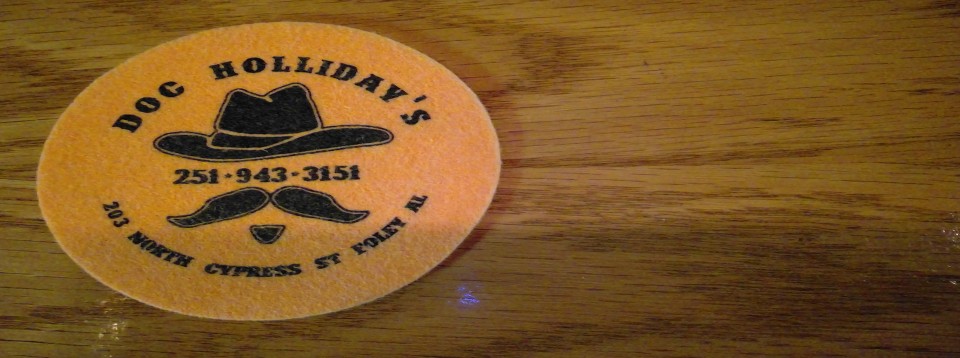 DOC HOLLIDAY'S
251-943-3151
203 NORTH CYPRESS ST FOLEY AL